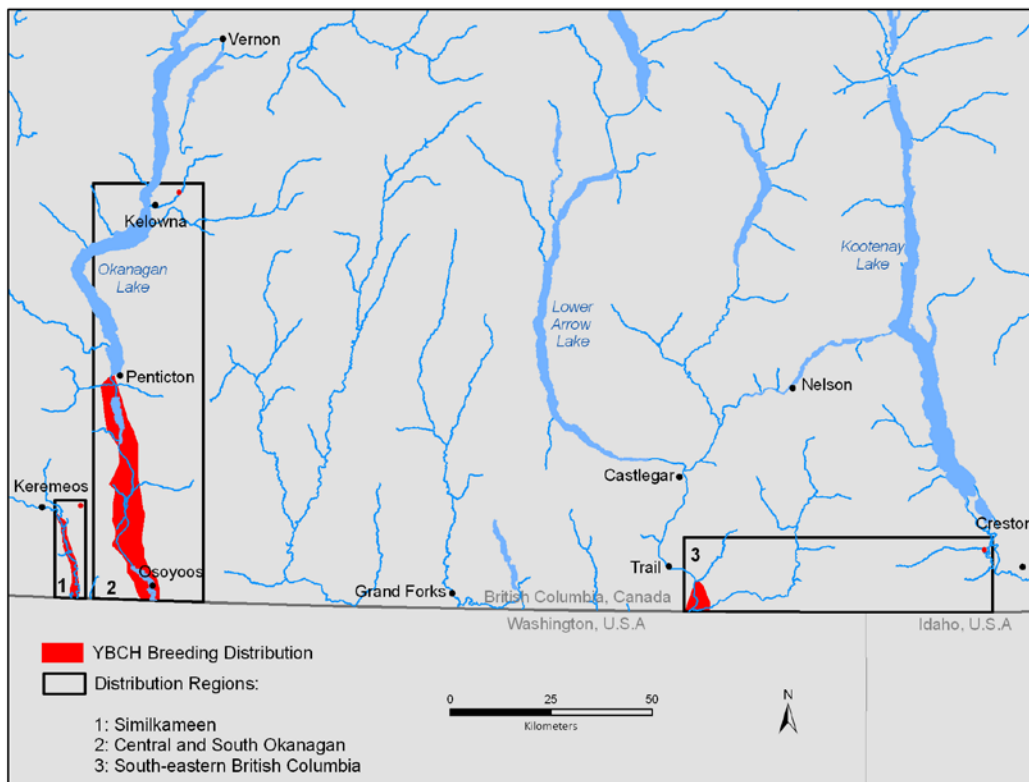 Vernon
Kelowna
Okanagan
Lake
Kootenay
Lake
Lower
Arrow
Lake
Penticton
Nelson
Keremeos
Castlegar
Creston
1
2
Osoyoos
Grand Forks
Trail
3
British Columbia, Canada
Washington, U.S.A
Idaho, U.S.A
YBCH Breeding Distribution
Distribution Regions:
1: Similkameen
2: Central and South Okanagan
3: South-eastern British Columbia
0 25 50
Kilometers
N